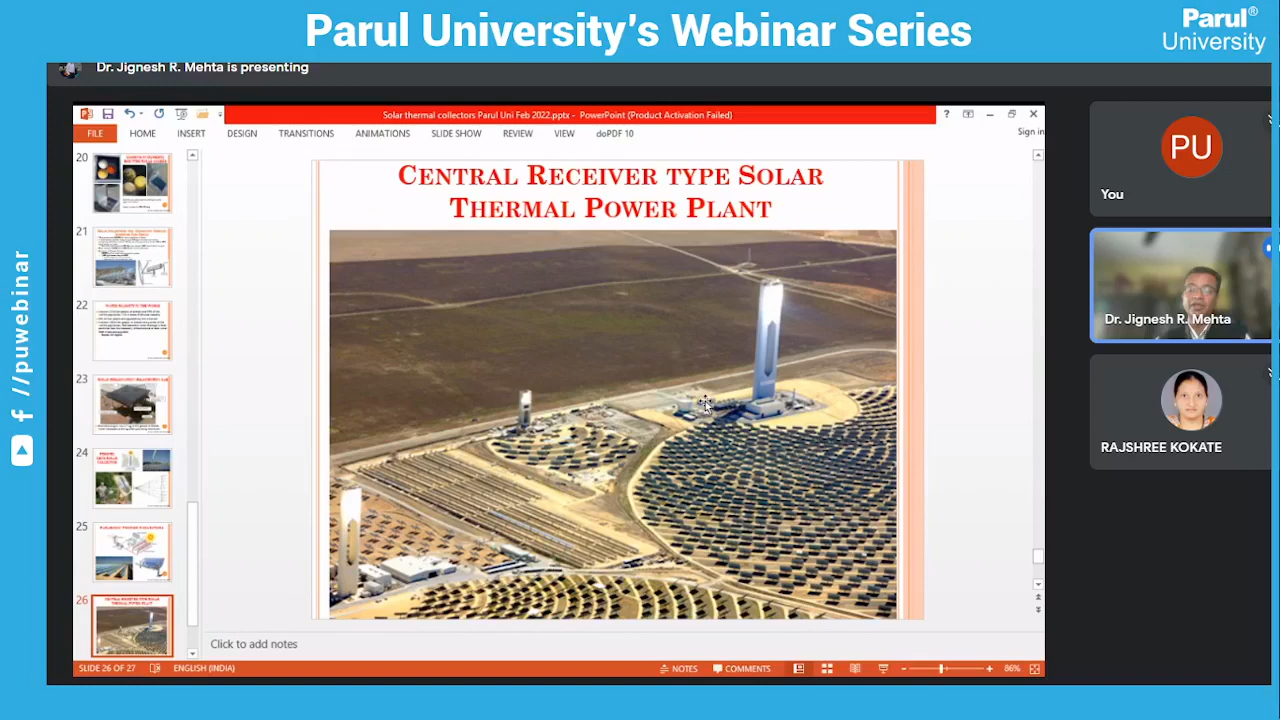 Parul University's Webinar Series
Parul®
University
Dr. Jignesh R. Mehta is presenting
Solar thermal collectors Parul Uni Feb 2022.pptx - PowerPoint (Product Activation Failed)
?
Sign in
FILE HOME INSERT DESIGN TRANSITIONS ANIMATIONS SLIDE SHOW REVIEW VIEW doPDF 10
20
21
22
23
24
25
26
CENTRAL RECEIVER TYPE SOLAR
THERMAL POWER PLANT
Click to add notes
SLIDE 26 OF 27 ENGLISH (INDIA) NOTES COMMENTS 86%
PU
You
Dr. Jignesh R. Mehta
RAJSHREE KOKATE
//puwebinar